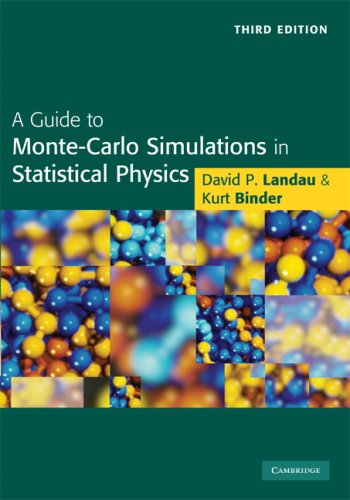 THIRD EDITION
A Guide to
Monte-Carlo Simulations in
Statistical Physics
David P. Landau &
Kurt Binder
CAMBRIDGE